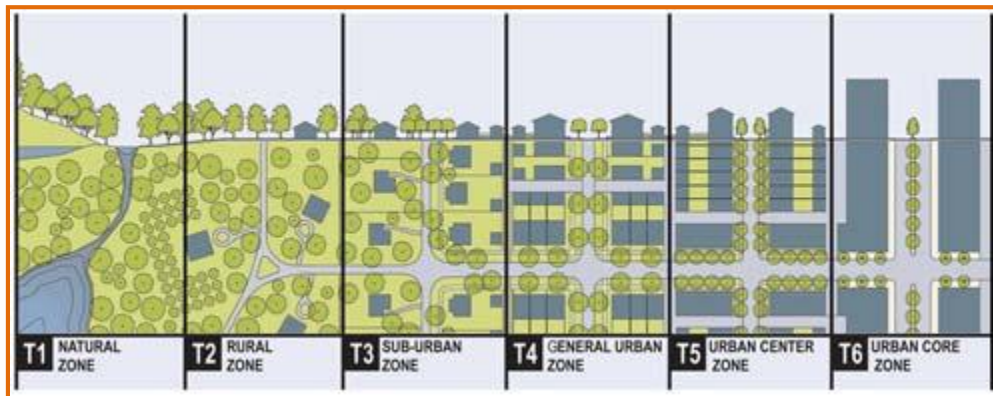 T1 NATURAL
ZONE
T2 RURAL
ZONE
T3 SUB-URBAN
ZONE
T4 GENERAL URBAN
ZONE
T5 URBAN CENTER
ZONE
T6 URBAN CORE
ZONE